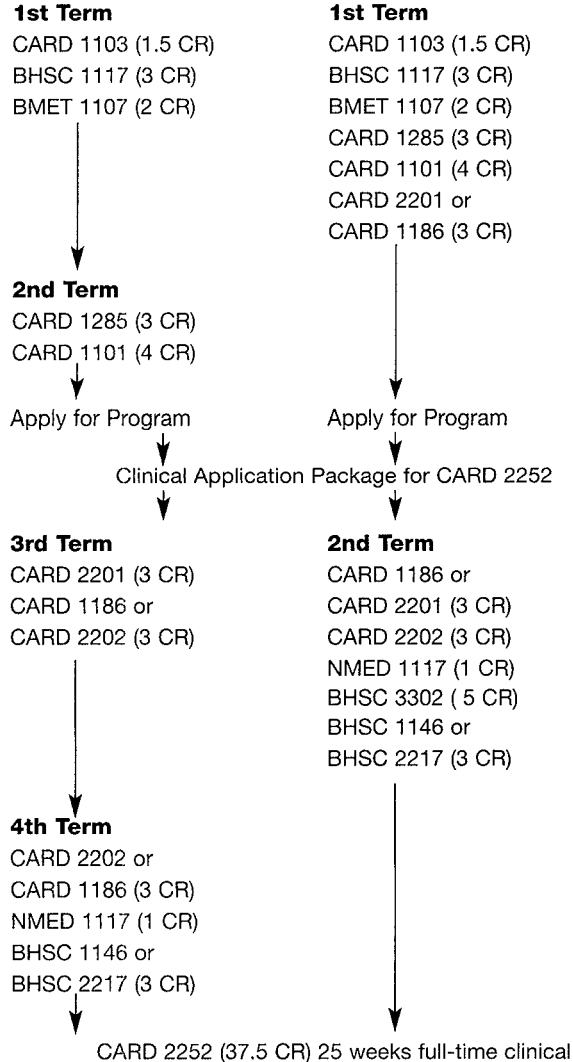 1st Term
CARD 1103 (1.5 CR)
BHSC 1117 (3 CR)
BMET 1107 (2 CR)
2nd Term
CARD 1285 (3 CR)
CARD 1101 (4 CR)
Apply for Program
1st Term
CARD 1103 (1.5 CR)
BHSC 1117 (3 CR)
BMET 1107 (2 CR)
CARD 1285 (3 CR)
CARD 1101 (4 CR)
CARD 2201 or
CARD 1186 (3 CR)
Apply for Program
Clinical Application Package for CARD 2252
3rd Term
CARD 2201 (3 CR)
CARD 1186 or
CARD 2202 (3 CR)
4th Term
CARD 2202 or
CARD 1186 (3 CR)
NMED 1117 (1 CR)
BHSC 1146 or
BHSC 2217 (3 CR)
2nd Term
CARD 1186 or
CARD 2201 (3 CR)
CARD 2202 (3 CR)
NMED 1117 (1 CR)
BHSC 3302 ( 5 CR)
BHSC 1146 or
BHSC 2217 (3 CR)
CARD 2252 (37.5 CR) 25 weeks full-time clinical